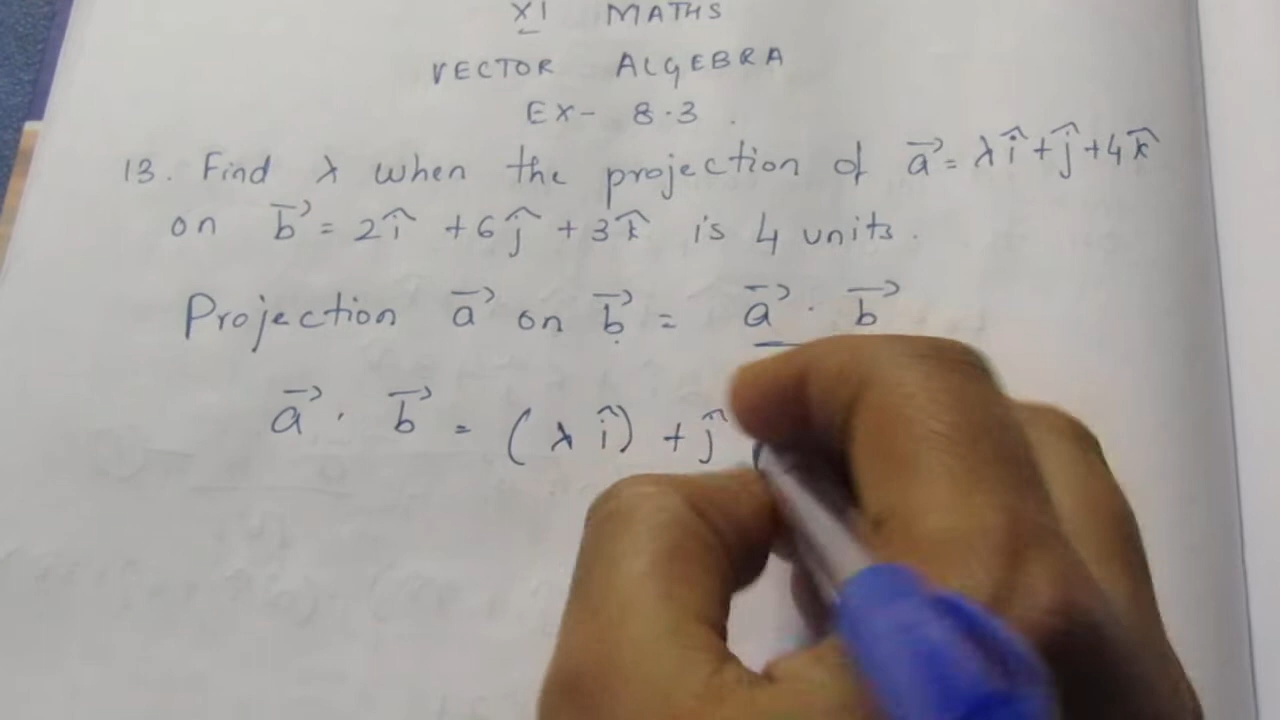 XI MATHS
VECTOR ALGEBRA
EX- 8.3.
13. Find λ when the projection of a⃗ = λî + ĵ + 4k̂
on b⃗ = 2î + 6ĵ + 3k̂ is 4 units.
Projection a⃗ on b⃗ = a⃗ · b⃗
a⃗ · b⃗ = (λ î) + ĵ